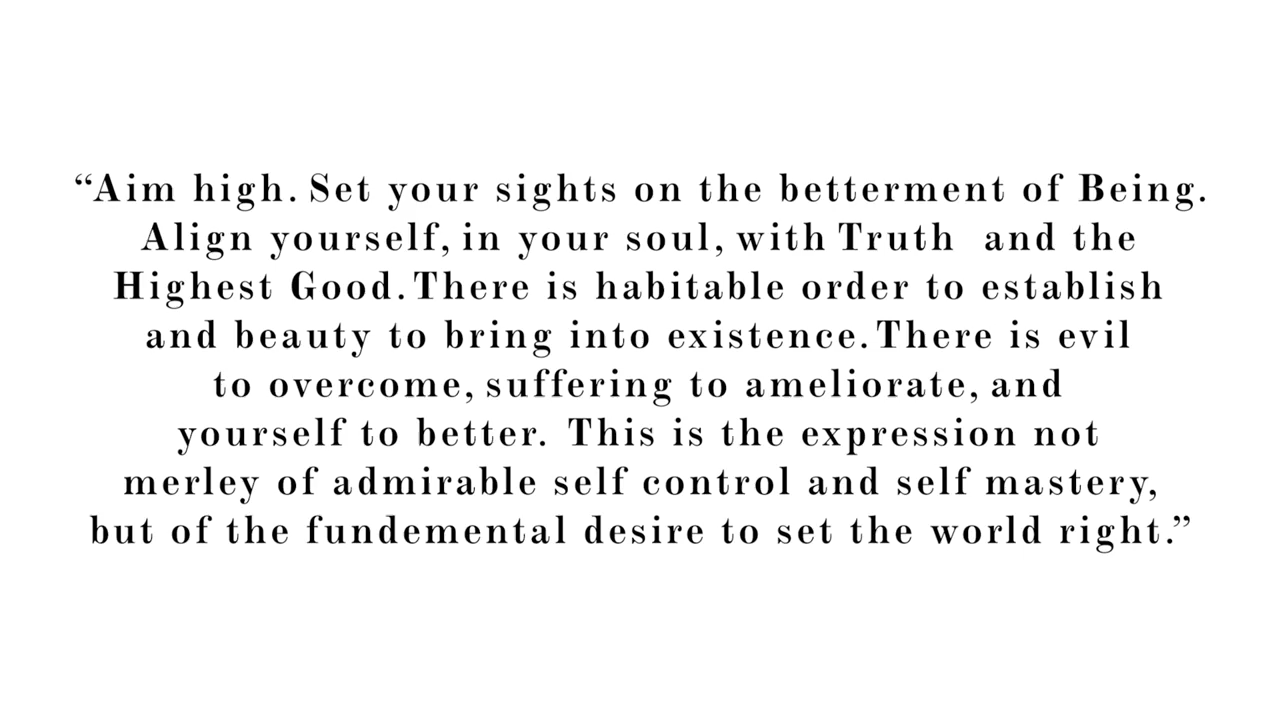 “Aim high. Set your sights on the betterment of Being.
Align yourself, in your soul, with Truth  and the
Highest Good. There is habitable order to establish
and beauty to bring into existence. There is evil
to overcome, suffering to ameliorate, and
yourself to better. This is the expression not
merley of admirable self control and self mastery,
but of the fundemental desire to set the world right.”